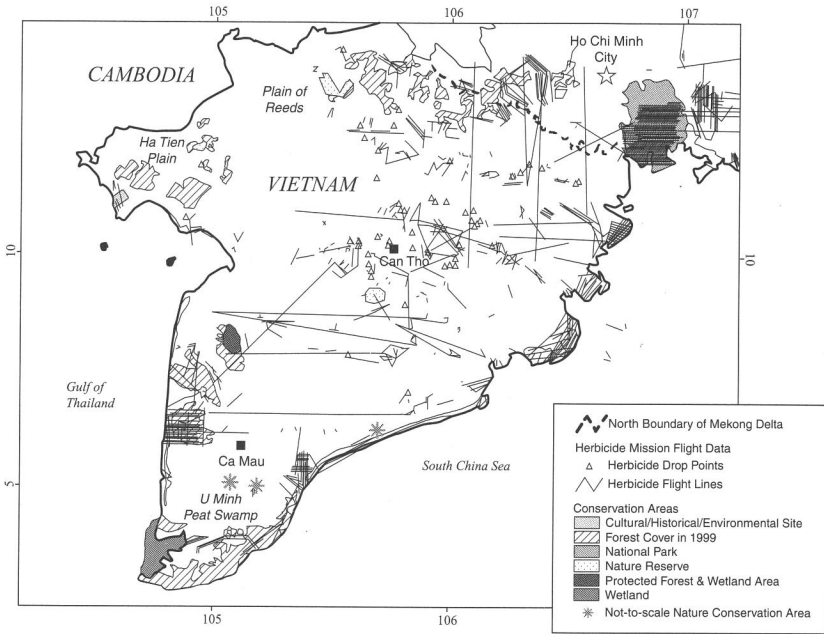 105
106
107
Ho Chi Minh
City
CAMBODIA
z
Plain of
Reeds
Ha Tien
Plain
VIETNAM
10
Can Tho
10
Gulf of
Thailand
Ca Mau
South China Sea
5
U Minh
Peat Swamp
105
106
North Boundary of Mekong Delta
Herbicide Mission Flight Data
Herbicide Drop Points
Herbicide Flight Lines
Conservation Areas
Cultural/Historical/Environmental Site
Forest Cover in 1999
National Park
Nature Reserve
Protected Forest & Wetland Area
Wetland
Not-to-scale Nature Conservation Area